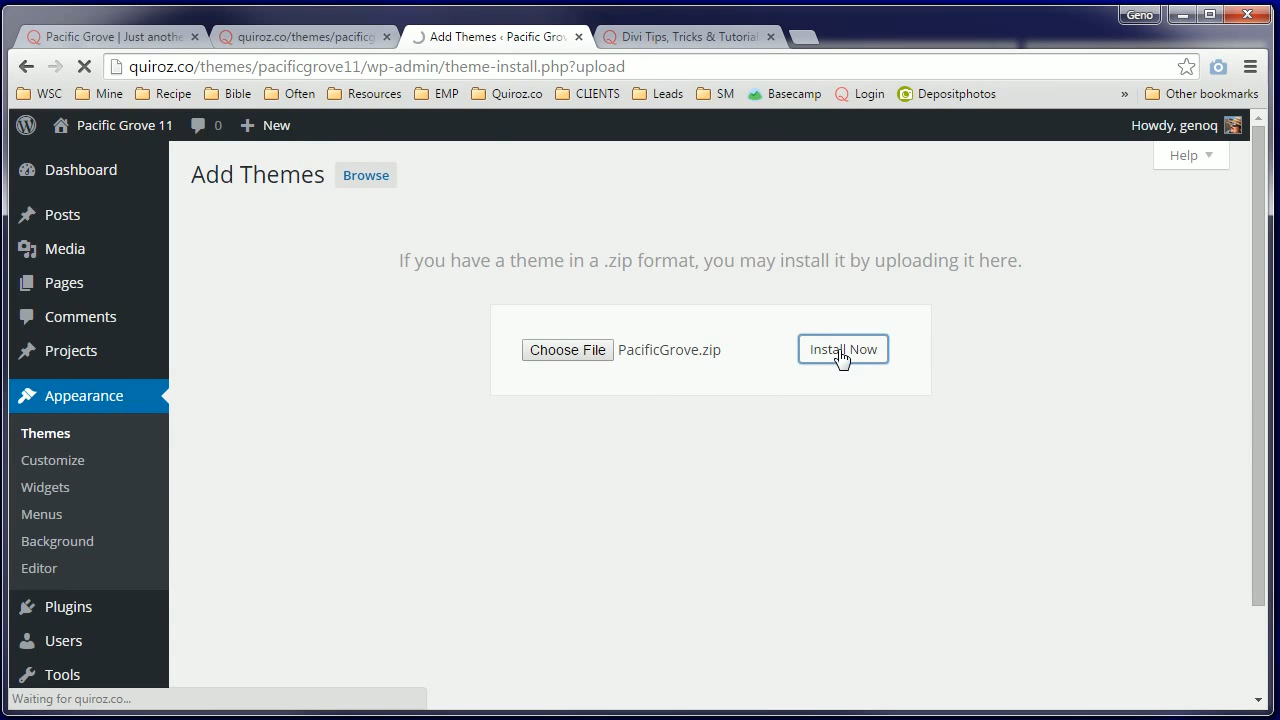 Geno
Pacific Grove | Just anothe
quiroz.co/themes/pacificg
Add Themes ‹ Pacific Grov
Divi Tips, Tricks & Tutorial
quiroz.co/themes/pacificgrove11/wp-admin/theme-install.php?upload
WSC Mine Recipe Bible Often Resources EMP Quiroz.co CLIENTS Leads SM Basecamp Login Depositphotos » Other bookmarks
Pacific Grove 11 0 + New Howdy, genoq
Help
Dashboard
Posts
Media
Pages
Comments
Projects
Appearance
Themes
Customize
Widgets
Menus
Background
Editor
Plugins
Users
Tools
Add Themes Browse
If you have a theme in a .zip format, you may install it by uploading it here.
Choose File PacificGrove.zip Install Now
Waiting for quiroz.co...